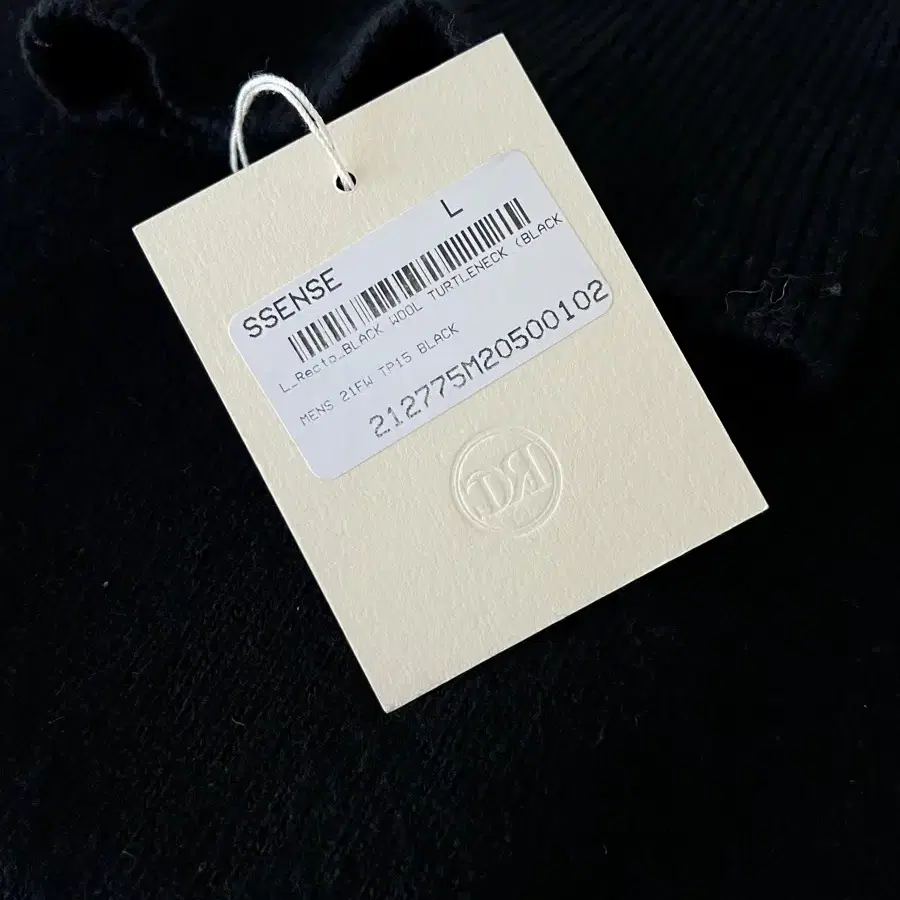 L
SSENSE
L_Recto_BLACK WOOL TURTLENECK (BLACK
MENS 21FW TP15 BLACK
212775M20500102